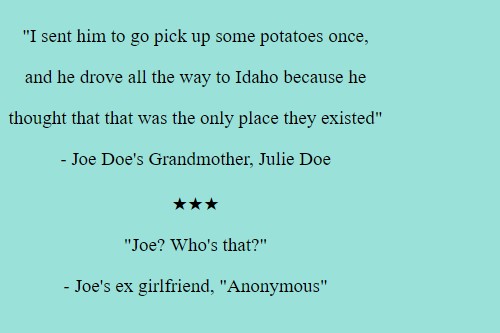 "I sent him to go pick up some potatoes once,
and he drove all the way to Idaho because he
thought that that was the only place they existed"
- Joe Doe's Grandmother, Julie Doe
★★★
"Joe? Who's that?"
- Joe's ex girlfriend, "Anonymous"